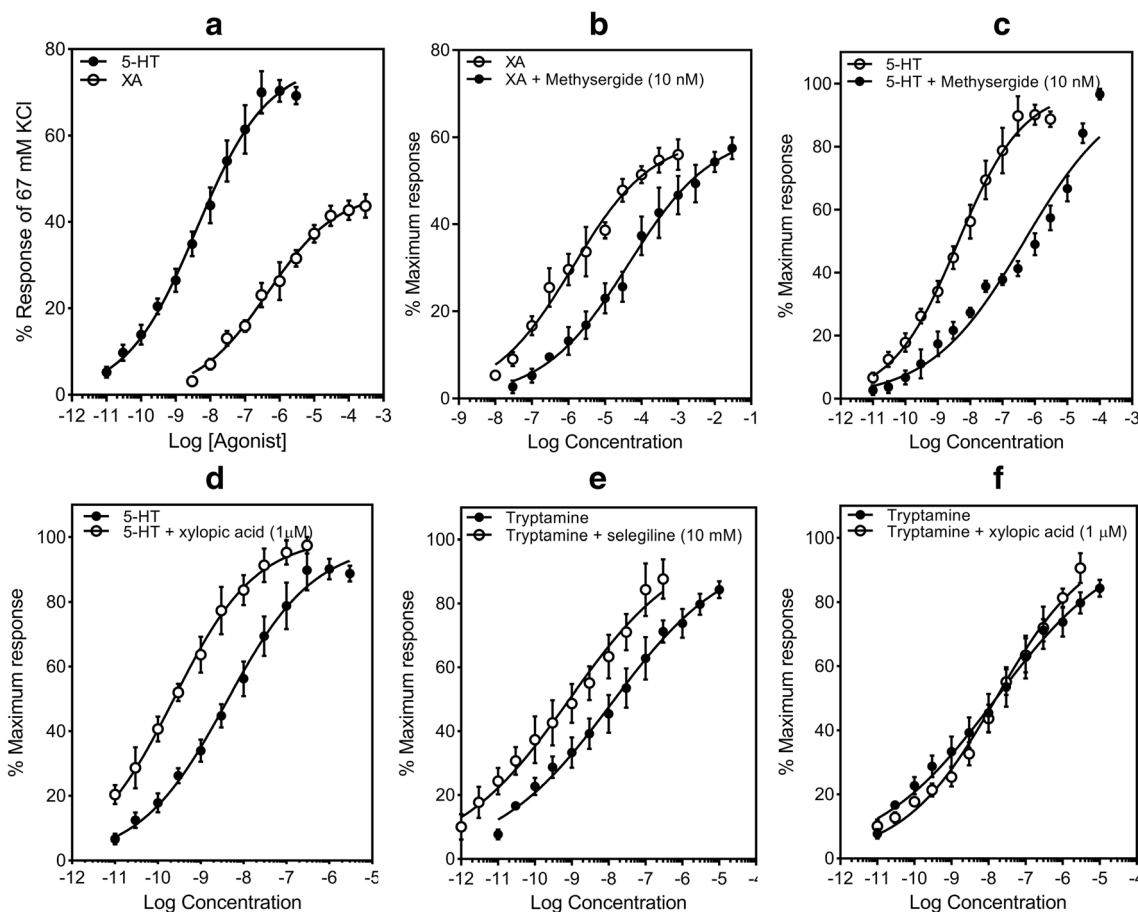 a
5-HT
XA
% Response of 67 mM KCl
80
60
40
20
0
-12 -11 -10 -9 -8 -7 -6 -5 -4 -3
Log [Agonist]
b
XA
XA + Methysergide (10 nM)
% Maximum response
80
60
40
20
0
-9 -8 -7 -6 -5 -4 -3 -2 -1
Log Concentration
c
5-HT
5-HT + Methysergide (10 nM)
% Maximum response
100
80
60
40
20
0
-12 -11 -10 -9 -8 -7 -6 -5 -4 -3
Log Concentration
d
5-HT
5-HT + xylopic acid (1μM)
% Maximum response
100
80
60
40
20
0
-12 -11 -10 -9 -8 -7 -6 -5
Log Concentration
e
Tryptamine
Tryptamine + selegiline (10 mM)
% Maximum response
100
80
60
40
20
0
-12 -11 -10 -9 -8 -7 -6 -5 -4
Log Concentration
f
Tryptamine
Tryptamine + xylopic acid (1 μM)
% Maximum response
100
80
60
40
20
0
-12 -11 -10 -9 -8 -7 -6 -5 -4
Log Concentration